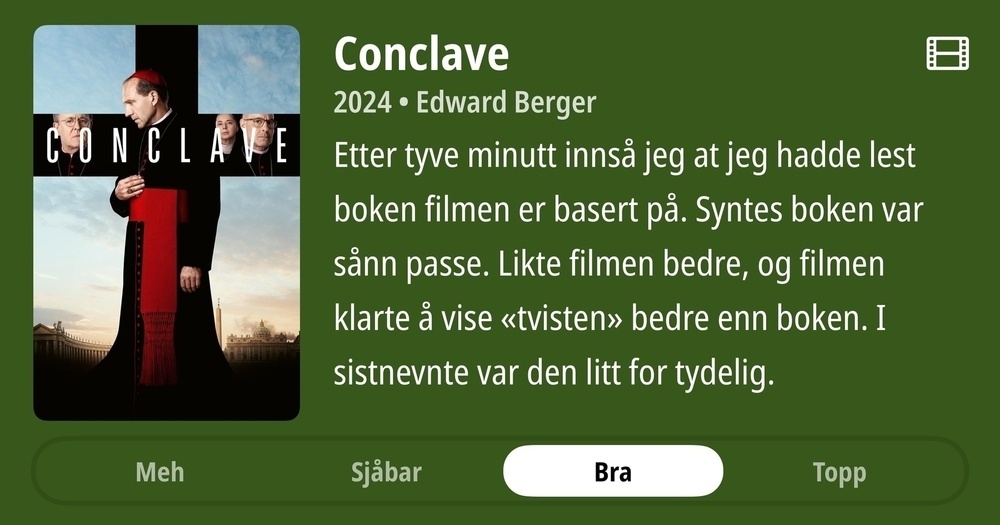 CONCLAVE
Conclave
2024 • Edward Berger
Etter tyve minutt innså jeg at jeg hadde lest
boken filmen er basert på. Syntes boken var
sånn passe. Likte filmen bedre, og filmen
klarte å vise «tvisten» bedre enn boken. I
sistnevnte var den litt for tydelig.
Meh
Sjåbar
Bra
Topp